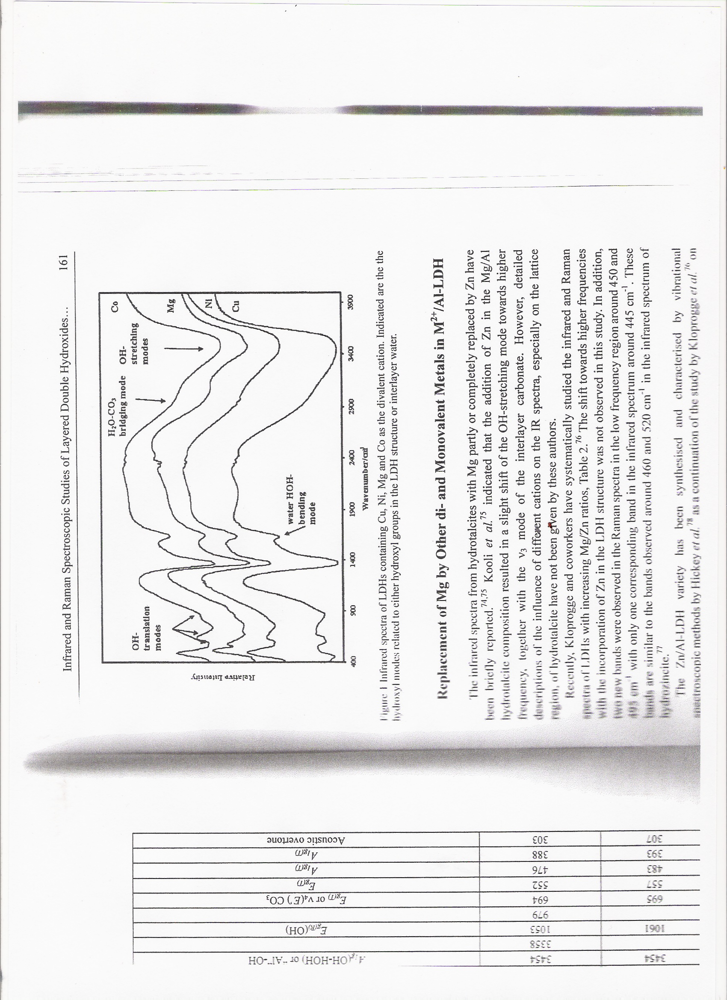 Infrared and Raman Spectroscopic Studies of Layered Double Hydroxides... 161
Co
Mg
Ni
Cu
H₂O-CO₃
bridging mode
OH-
stretching
modes
OH-
translation
modes
water HOH-
bending
mode
Relative Intensity
400 900 1400 1900 2400 2900 3400 3900
Wavenumber/cm¹
Figure 1 Infrared spectra of LDHs containing Cu, Ni, Mg and Co as the divalent cation. Indicated are the the
hydroxyl modes related to either hydroxyl groups in the LDH structure or interlayer water.
Replacement of Mg by Other di- and Monovalent Metals in M²⁺/Al-LDH
The infrared spectra from hydrotalcites with Mg partly or completely replaced by Zn have
been briefly reported.⁷⁴,⁷⁵ Kooli et al.⁷⁵ indicated that the addition of Zn in the Mg/Al
hydrotalcite composition resulted in a slight shift of the OH-stretching mode towards higher
frequency, together with the ν₃ mode of the interlayer carbonate. However, detailed
descriptions of the influence of different cations on the IR spectra, especially on the lattice
region, of hydrotalcite have not been given by these authors.
Recently, Kloprogge and coworkers have systematically studied the infrared and Raman
spectra of LDHs with increasing Mg/Zn ratios, Table 2.⁷⁶ The shift towards higher frequencies
with the incorporation of Zn in the LDH structure was not observed in this study. In addition,
two new bands were observed in the Raman spectra in the low frequency region around 450 and
495 cm⁻¹ with only one corresponding band in the infrared spectrum around 445 cm⁻¹. These
bands are similar to the bands observed around 460 and 520 cm⁻¹ in the infrared spectrum of
hydrozincite.⁷⁷
The Zn/Al-LDH variety has been synthesised and characterised by vibrational
spectroscopic methods by Hickey et al.⁷⁸ as a continuation of the study by Kloprogge et al.⁷⁶ on
A₁g(OH-HOH) or "Al"-OH 3454 3454
3358
Eg(R)(OH) 1053 1061
979
Eg(T) or ν₄(E') CO₃ 694 695
Eg(T) 552 557
A₁g(T) 476 483
A₁g(T) 388 393
Acoustic overtone 303 307